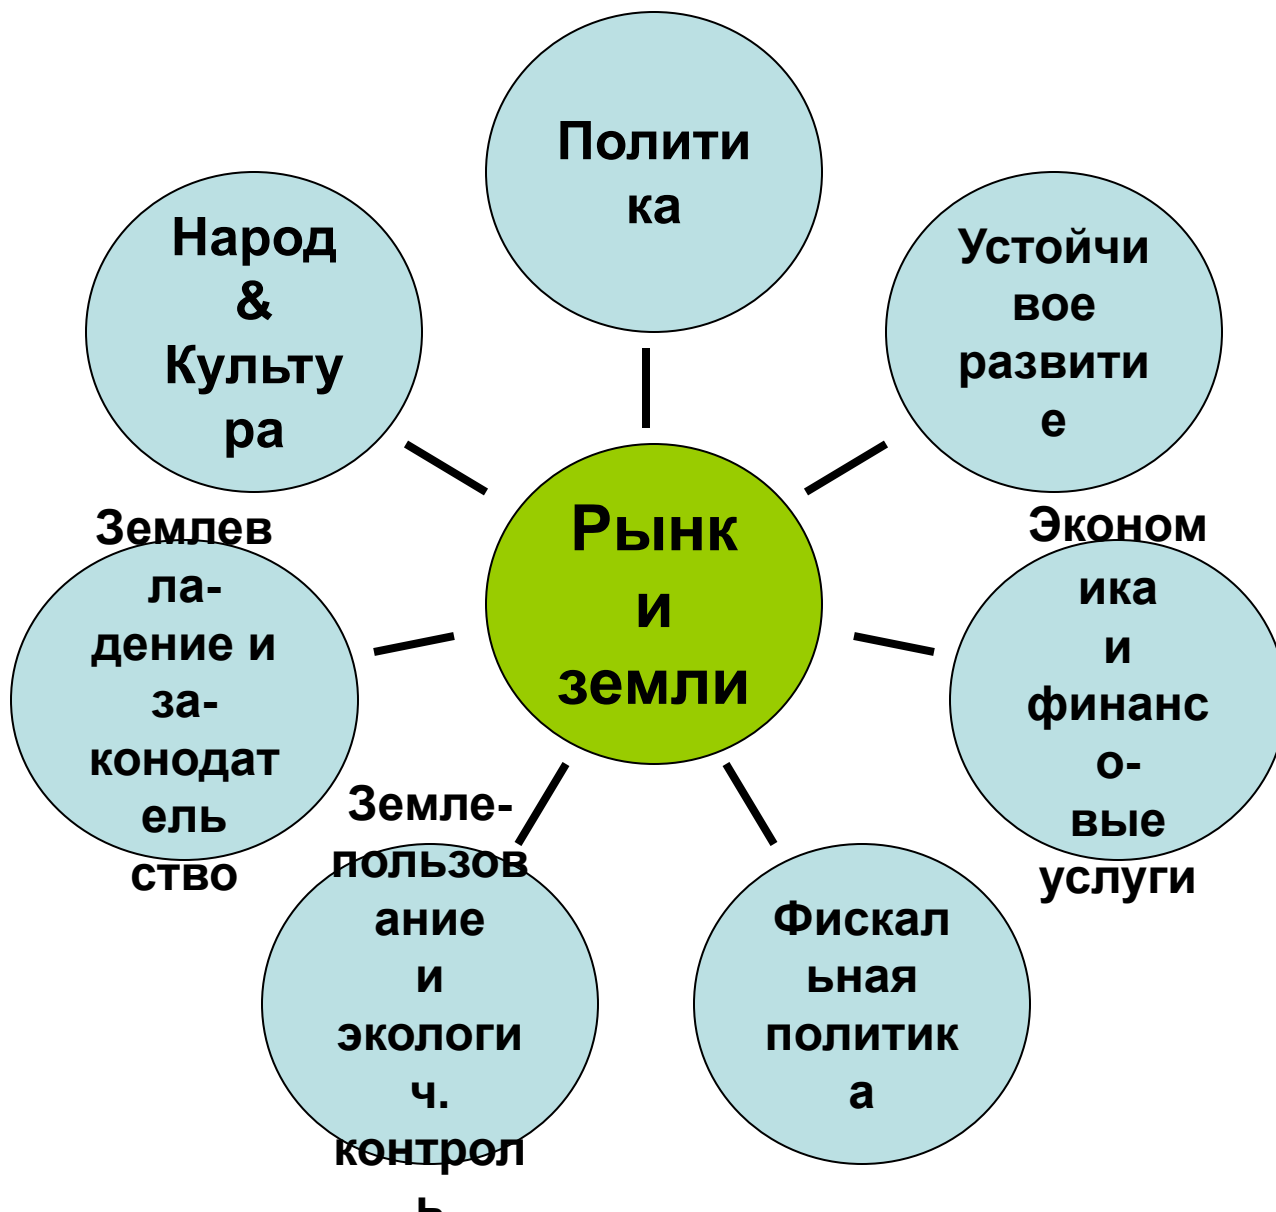 Полити
ка
Народ
&
Культу
ра
Устойчи
вое
развити
е
Рынк
и
земли
Землев
ла-
дение и
за-
конодат
ель
ство
Эконом
ика
и
финанс
о-
вые
услуги
Земле-
пользов
ание
и
экологи
ч.
контрол
ь
Фискал
ьная
политик
а